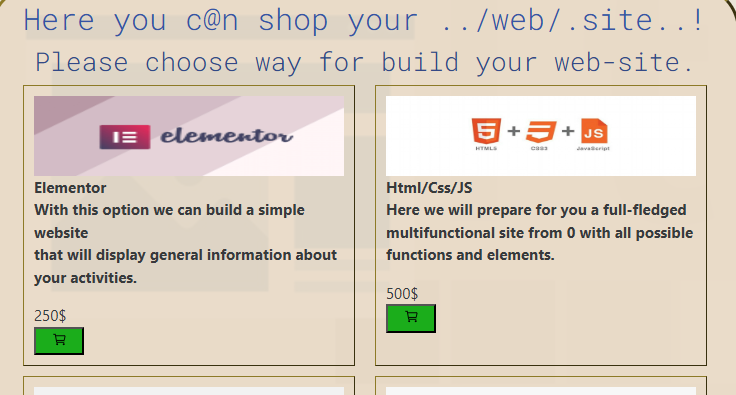 Here you c@n shop your ../web/.site..!
Please choose way for build your web-site.
elementor
Elementor
With this option we can build a simple
website
that will display general information about
your activities.
250$
HTML5 + CSS3 + JS JavaScript
Html/Css/JS
Here we will prepare for you a full-fledged
multifunctional site from 0 with all possible
functions and elements.
500$